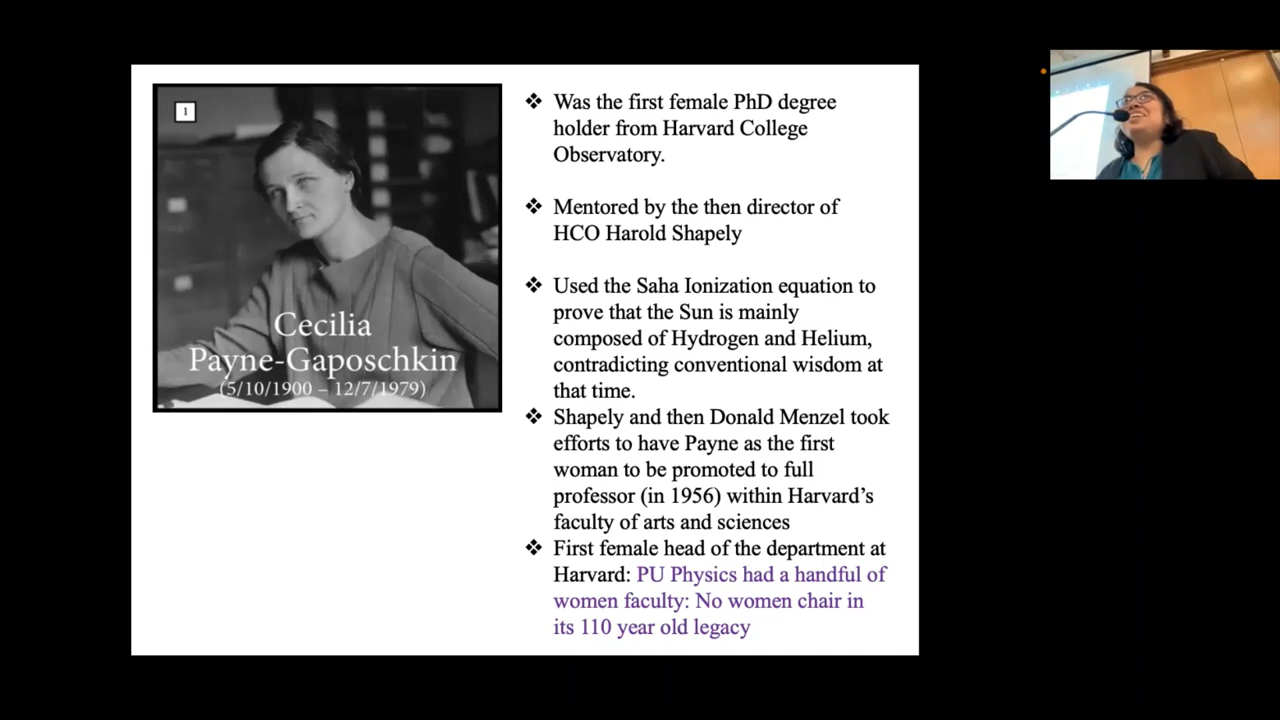 1
Cecilia
Payne-Gaposchkin
(5/10/1900 – 12/7/1979)
❖ Was the first female PhD degree
holder from Harvard College
Observatory.
❖ Mentored by the then director of
HCO Harold Shapely
❖ Used the Saha Ionization equation to
prove that the Sun is mainly
composed of Hydrogen and Helium,
contradicting conventional wisdom at
that time.
❖ Shapely and then Donald Menzel took
efforts to have Payne as the first
woman to be promoted to full
professor (in 1956) within Harvard’s
faculty of arts and sciences
❖ First female head of the department at
Harvard: PU Physics had a handful of
women faculty: No women chair in
its 110 year old legacy